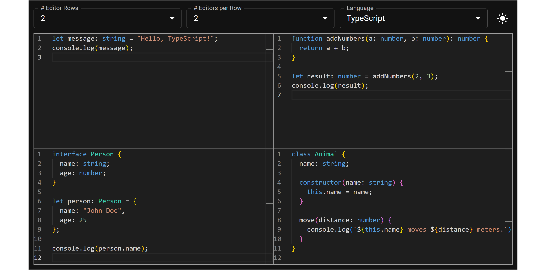 # Editor Rows
2
# Editors per Row
2
Language
TypeScript
1 let message: string = "Hello, TypeScript!";
2 console.log(message);
3
1 function addNumbers(a: number, b: number): number {
2 return a + b;
3 }
4
5 let result: number = addNumbers(2, 3);
6 console.log(result);
7
1 interface Person {
2 name: string;
3 age: number;
4 }
5
6 let person: Person = {
7 name: "John Doe",
8 age: 25
9 };
10
11 console.log(person.name);
12
1 class Animal {
2 name: string;
3
4 constructor(name: string) {
5 this.name = name;
6 }
7
8 move(distance: number) {
9 console.log(`${this.name} moves ${distance} meters.`)
10 }
11 }
12